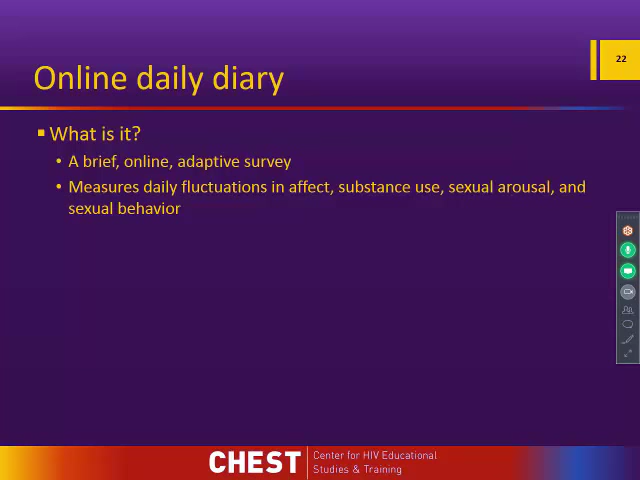 22
Online daily diary
What is it?
A brief, online, adaptive survey
Measures daily fluctuations in affect, substance use, sexual arousal, and
sexual behavior
CHEST
Center for HIV Educational
Studies & Training